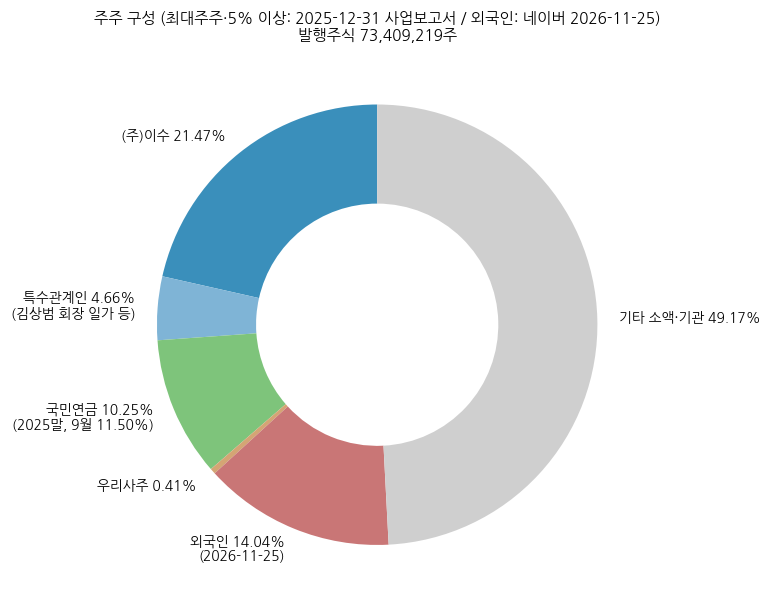 주주 구성 (최대주주·5% 이상: 2025-12-31 사업보고서 / 외국인: 네이버 2026-11-25)
발행주식 73,409,219주
(주)이수 21.47%
특수관계인 4.66%
(김상범 회장 일가 등)
기타 소액·기관 49.17%
국민연금 10.25%
(2025말, 9월 11.50%)
우리사주 0.41%
외국인 14.04%
(2026-11-25)